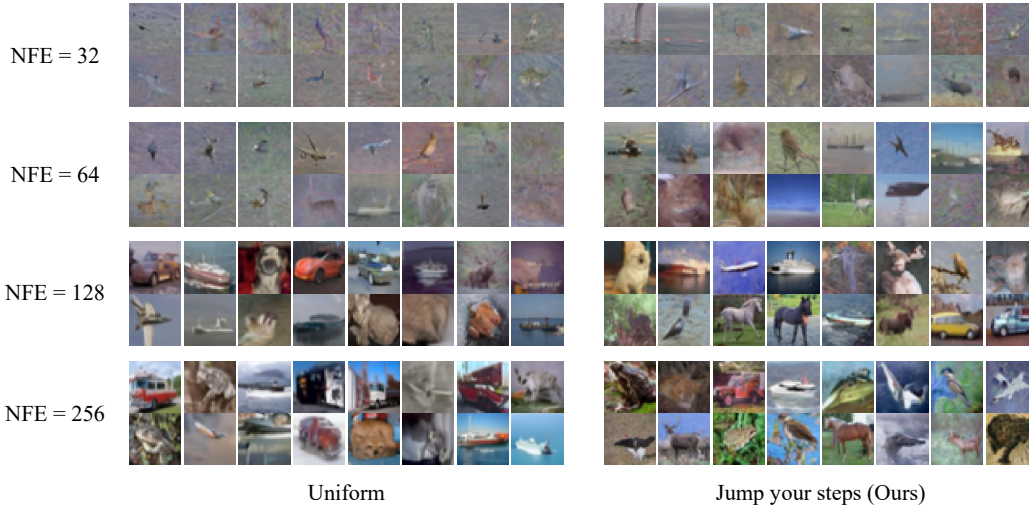 NFE = 32
NFE = 64
NFE = 128
NFE = 256
Uniform
Jump your steps (Ours)